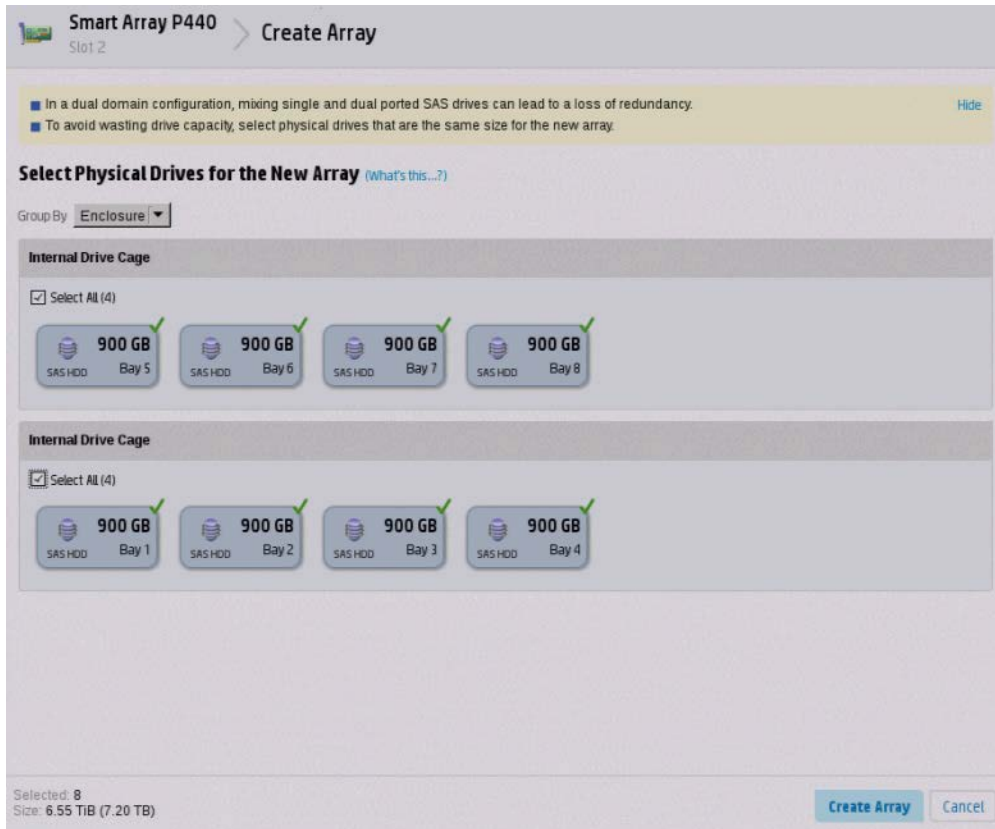 Smart Array P440
Slot 2
Create Array
In a dual domain configuration, mixing single and dual ported SAS drives can lead to a loss of redundancy.
Hide
To avoid wasting drive capacity, select physical drives that are the same size for the new array.
Select Physical Drives for the New Array (What's this...?)
Group By Enclosure
Internal Drive Cage
Select All (4)
900 GB 900 GB 900 GB 900 GB
SAS HDD Bay 5 SAS HDD Bay 6 SAS HDD Bay 7 SAS HDD Bay 8
Internal Drive Cage
Select All (4)
900 GB 900 GB 900 GB 900 GB
SAS HDD Bay 1 SAS HDD Bay 2 SAS HDD Bay 3 SAS HDD Bay 4
Selected: 8
Size: 6.55 TiB (7.20 TB)
Create Array Cancel